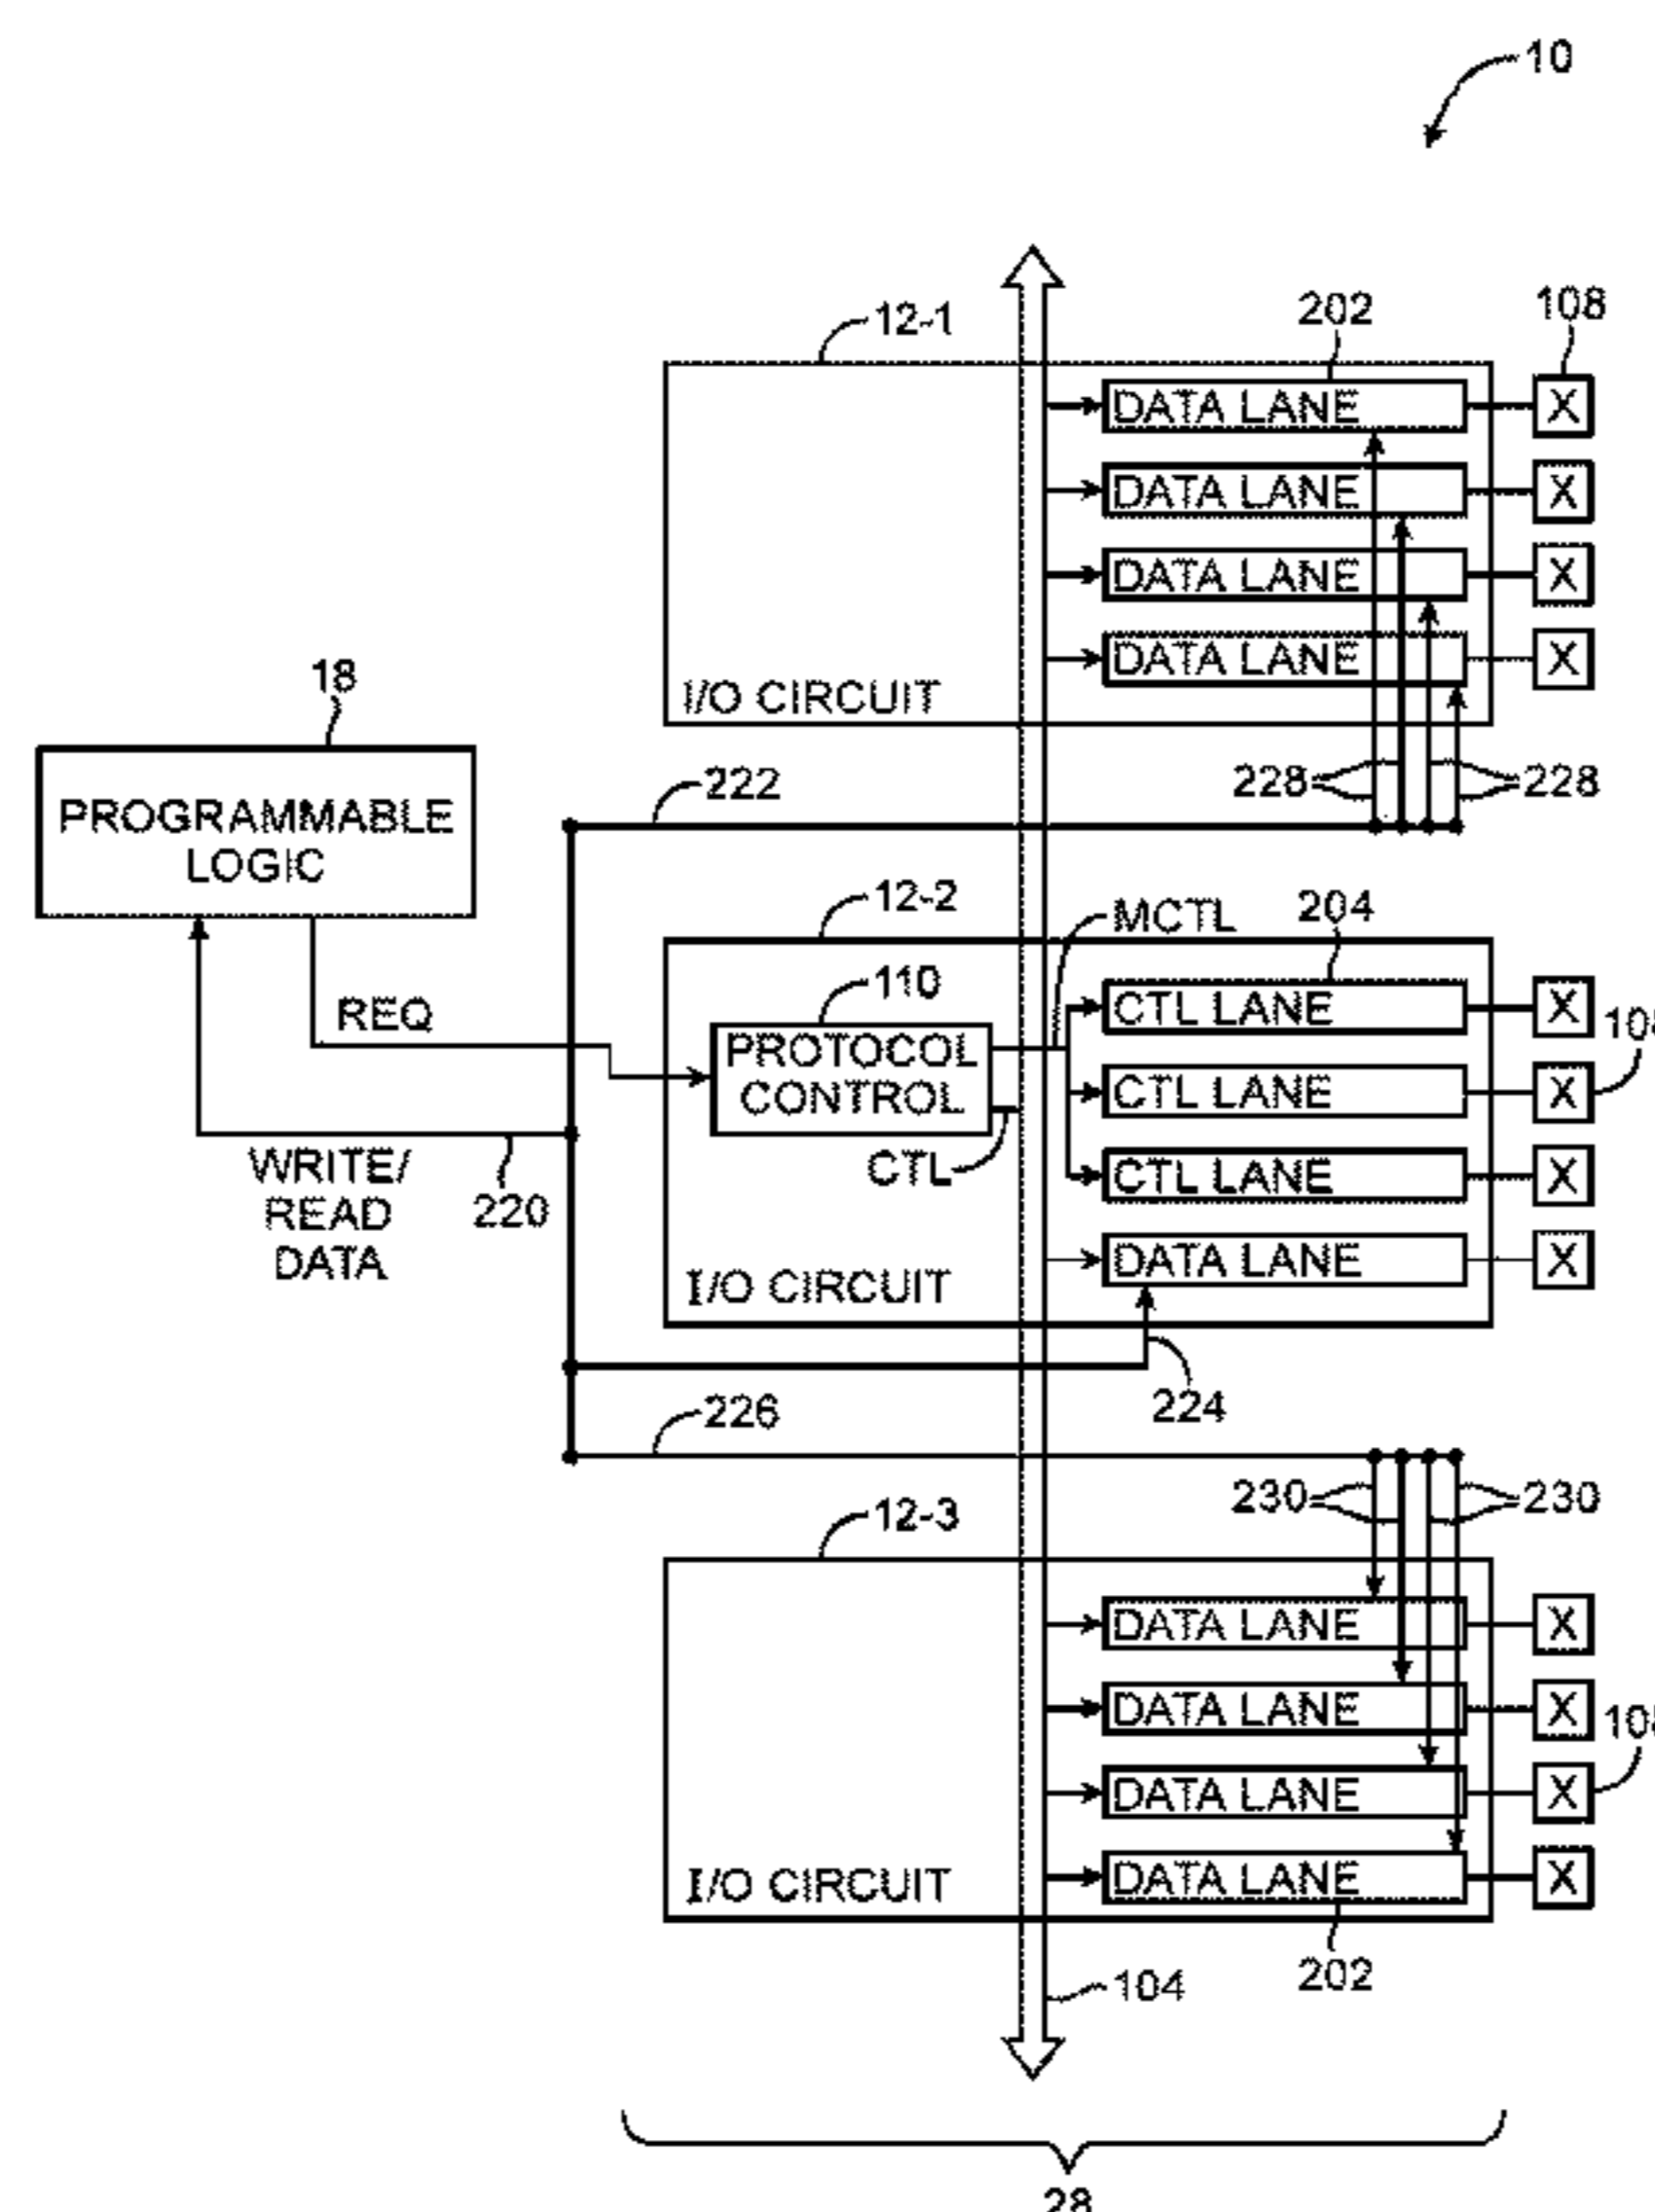 10
12-1
202
108
DATA LANE
X
DATA LANE
X
DATA LANE
X
DATA LANE
X
I/O CIRCUIT
18
PROGRAMMABLE
LOGIC
222
228
228
12-2
MCTL
204
110
CTL LANE
X
REQ
PROTOCOL
CONTROL
CTL LANE
X
CTL
CTL LANE
X
WRITE/
READ
DATA
220
DATA LANE
X
I/O CIRCUIT
224
226
230
230
12-3
DATA LANE
X
DATA LANE
X
DATA LANE
X
DATA LANE
X
I/O CIRCUIT
202
104
28